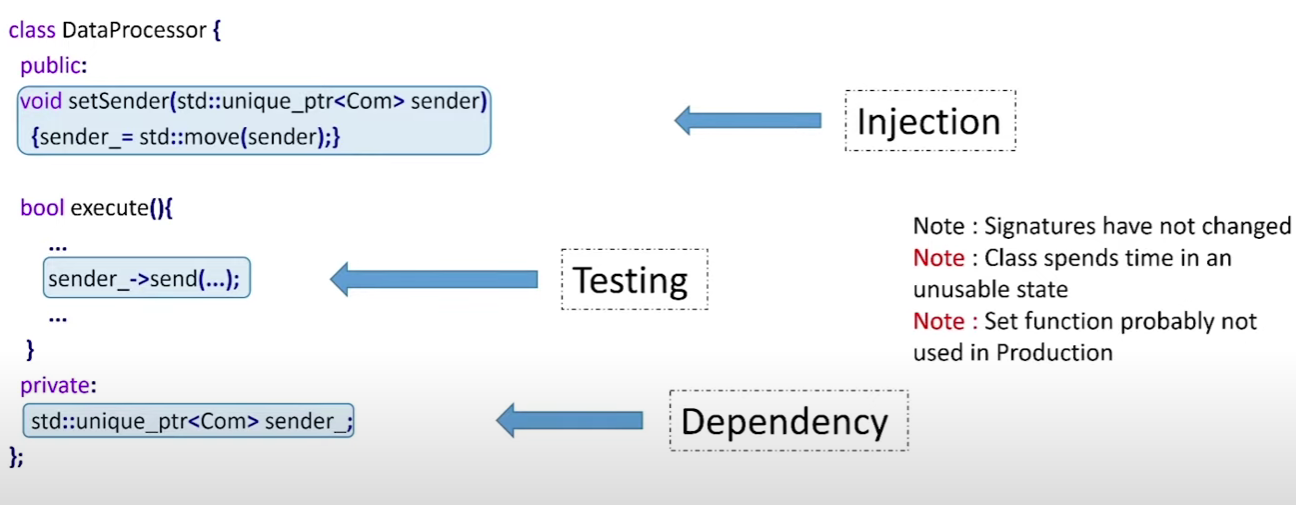 class DataProcessor {
public:
void setSender(std::unique_ptr<Com> sender)
{sender_= std::move(sender);}
Injection
bool execute(){
...
sender_->send(...);
...
}
Testing
Note : Signatures have not changed
Note : Class spends time in an
unusable state
Note : Set function probably not
used in Production
private:
std::unique_ptr<Com> sender_;
};
Dependency